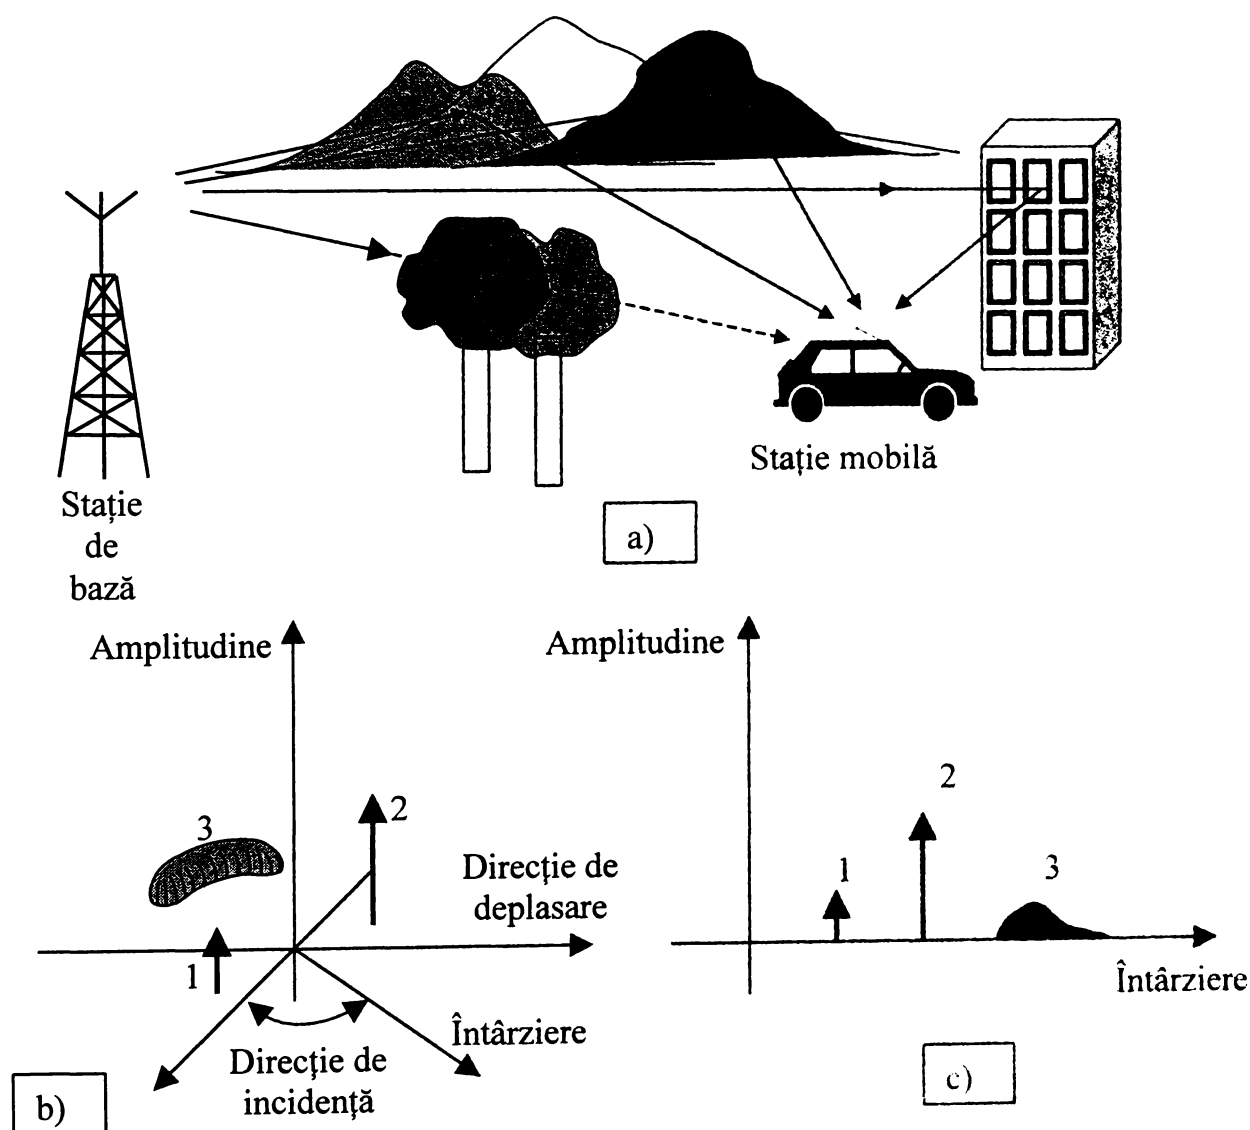 Stație mobilă
Stație
de
bază
a)
Amplitudine
3
2
Direcție de
deplasare
1
Întârziere
Direcție de
incidență
b)
Amplitudine
2
1
3
Întârziere
c)